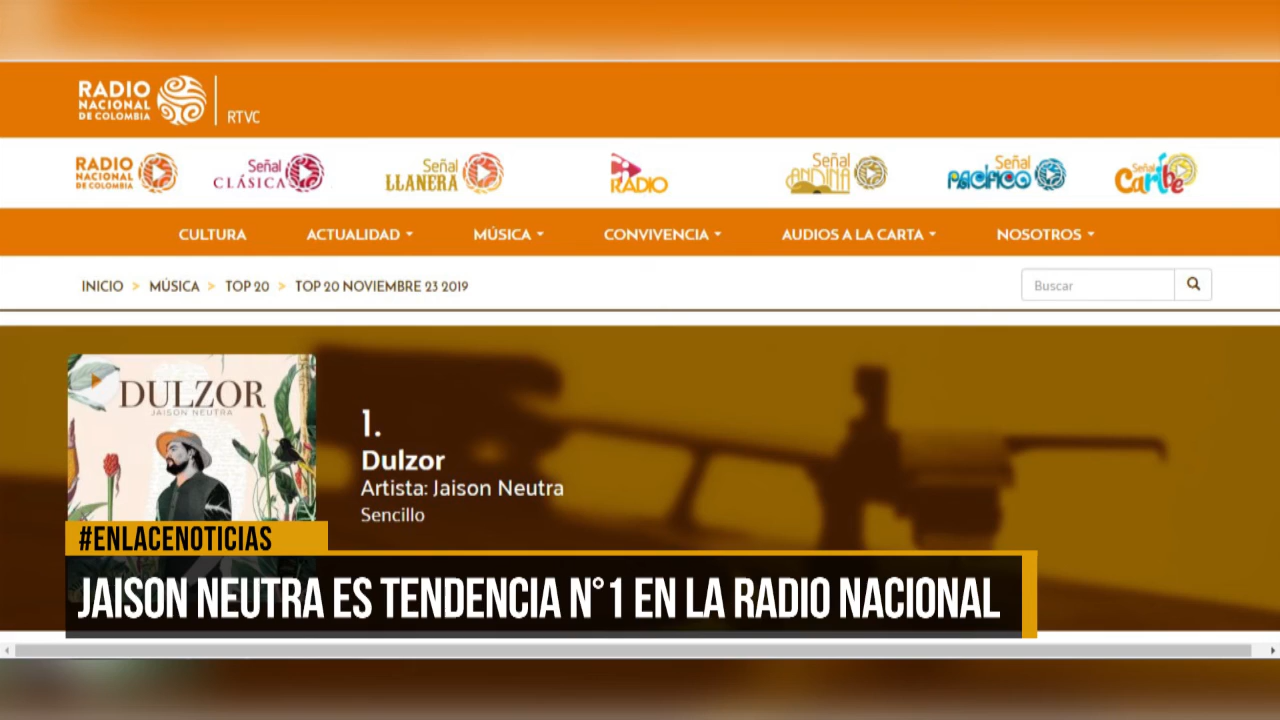 RADIO
NACIONAL
DE COLOMBIA
RTVC
RADIO
NACIONAL
DE COLOMBIA
Señal
CLÁSICA
Señal
LLANERA
RADIO
Señal
ANDINA
Señal
PACÍFICO
Señal
Caribe
CULTURA ACTUALIDAD MÚSICA CONVIVENCIA AUDIOS A LA CARTA NOSOTROS
INICIO > MÚSICA > TOP 20 > TOP 20 NOVIEMBRE 23 2019
Buscar
DULZOR
JAISON NEUTRA
1.
Dulzor
Artista: Jaison Neutra
Sencillo
#ENLACENOTICIAS
JAISON NEUTRA ES TENDENCIA N°1 EN LA RADIO NACIONAL